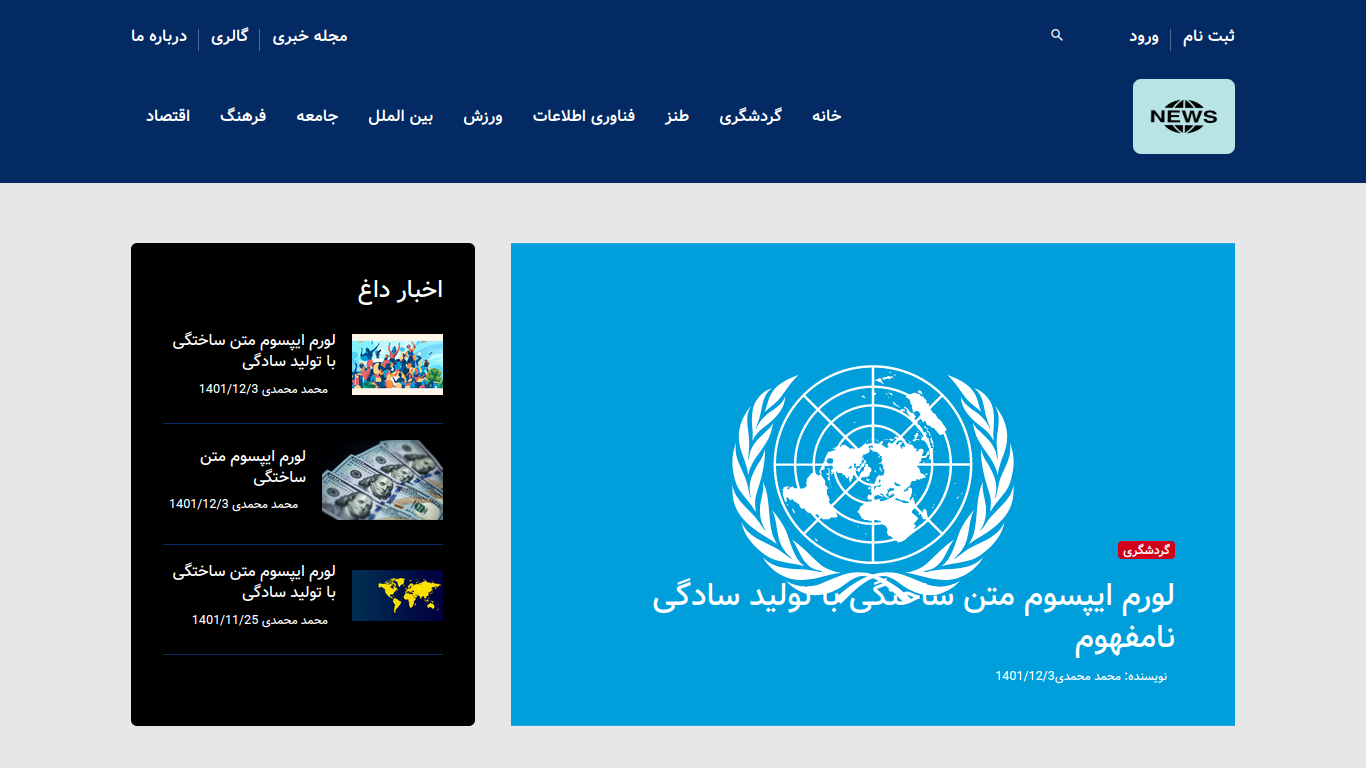 ثبت نام
ورود
مجله خبری
گالری
درباره ما
NEWS
خانه
گردشگری
طنز
فناوری اطلاعات
ورزش
بین الملل
جامعه
فرهنگ
اقتصاد
گردشگری
لورم ایپسوم متن ساختگی با تولید سادگی
نامفهوم
نویسنده: محمد محمدی1401/12/3
اخبار داغ
لورم ایپسوم متن ساختگی
با تولید سادگی
محمد محمدی 1401/12/3
لورم ایپسوم متن
ساختگی
محمد محمدی 1401/12/3
لورم ایپسوم متن ساختگی
با تولید سادگی
محمد محمدی 1401/11/25